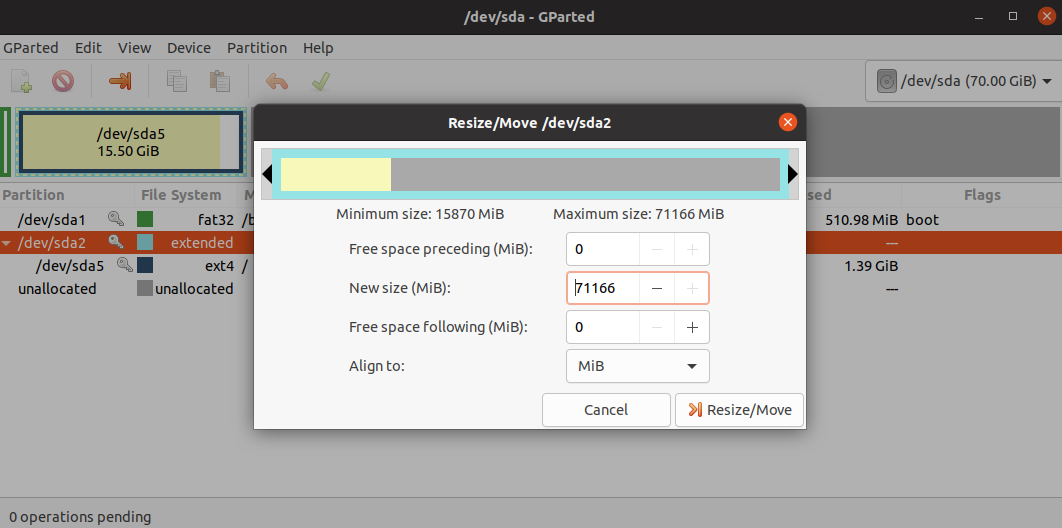 /dev/sda - GParted
GParted Edit View Device Partition Help
/dev/sda (70.00 GiB)
/dev/sda5
15.50 GiB
Resize/Move /dev/sda2
Minimum size: 15870 MiB Maximum size: 71166 MiB
Free space preceding (MiB): 0
New size (MiB): 71166
Free space following (MiB): 0
Align to: MiB
Cancel Resize/Move
Partition File System M sed Flags
/dev/sda1 fat32 /b 510.98 MiB boot
/dev/sda2 extended ---
/dev/sda5 ext4 / 1.39 GiB
unallocated unallocated ---
0 operations pending